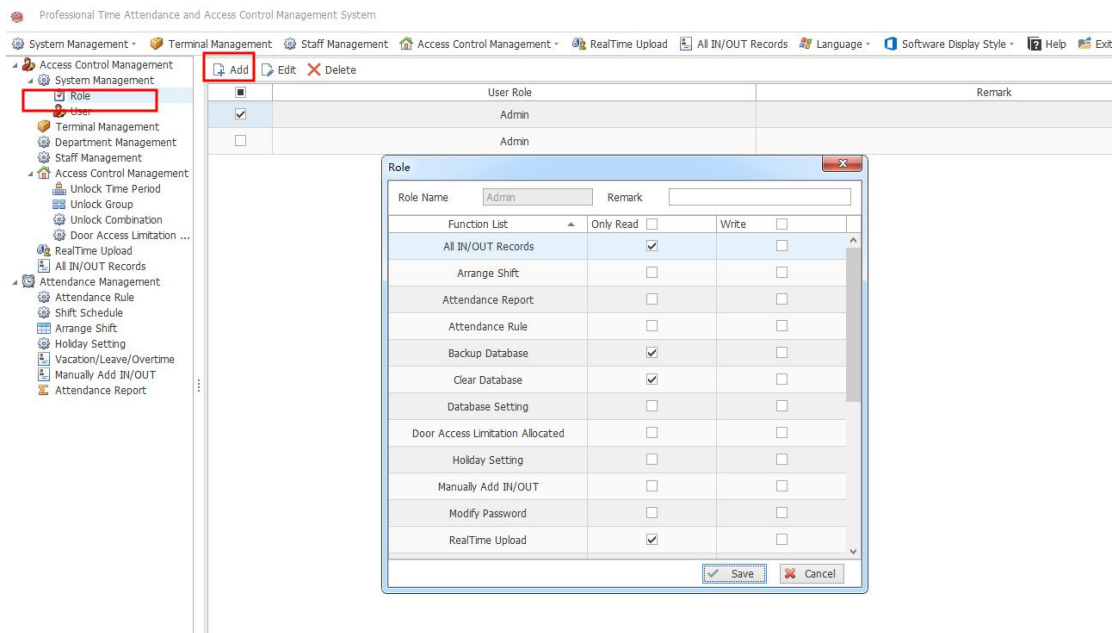 Professional Time Attendance and Access Control Management System
System Management Terminal Management Staff Management Access Control Management RealTime Upload All IN/OUT Records Language Software Display Style Help Exit
Access Control Management
System Management
Role
User
Terminal Management
Department Management
Staff Management
Access Control Management
Unlock Time Period
Unlock Group
Unlock Combination
Door Access Limitation ...
RealTime Upload
All IN/OUT Records
Attendance Management
Attendance Rule
Shift Schedule
Arrange Shift
Holiday Setting
Vacation/Leave/Overtime
Manually Add IN/OUT
Attendance Report
Add Edit Delete
User Role Remark
Admin
Admin
Role
Role Name Admin Remark
Function List Only Read Write
All IN/OUT Records
Arrange Shift
Attendance Report
Attendance Rule
Backup Database
Clear Database
Database Setting
Door Access Limitation Allocated
Holiday Setting
Manually Add IN/OUT
Modify Password
RealTime Upload
Save Cancel